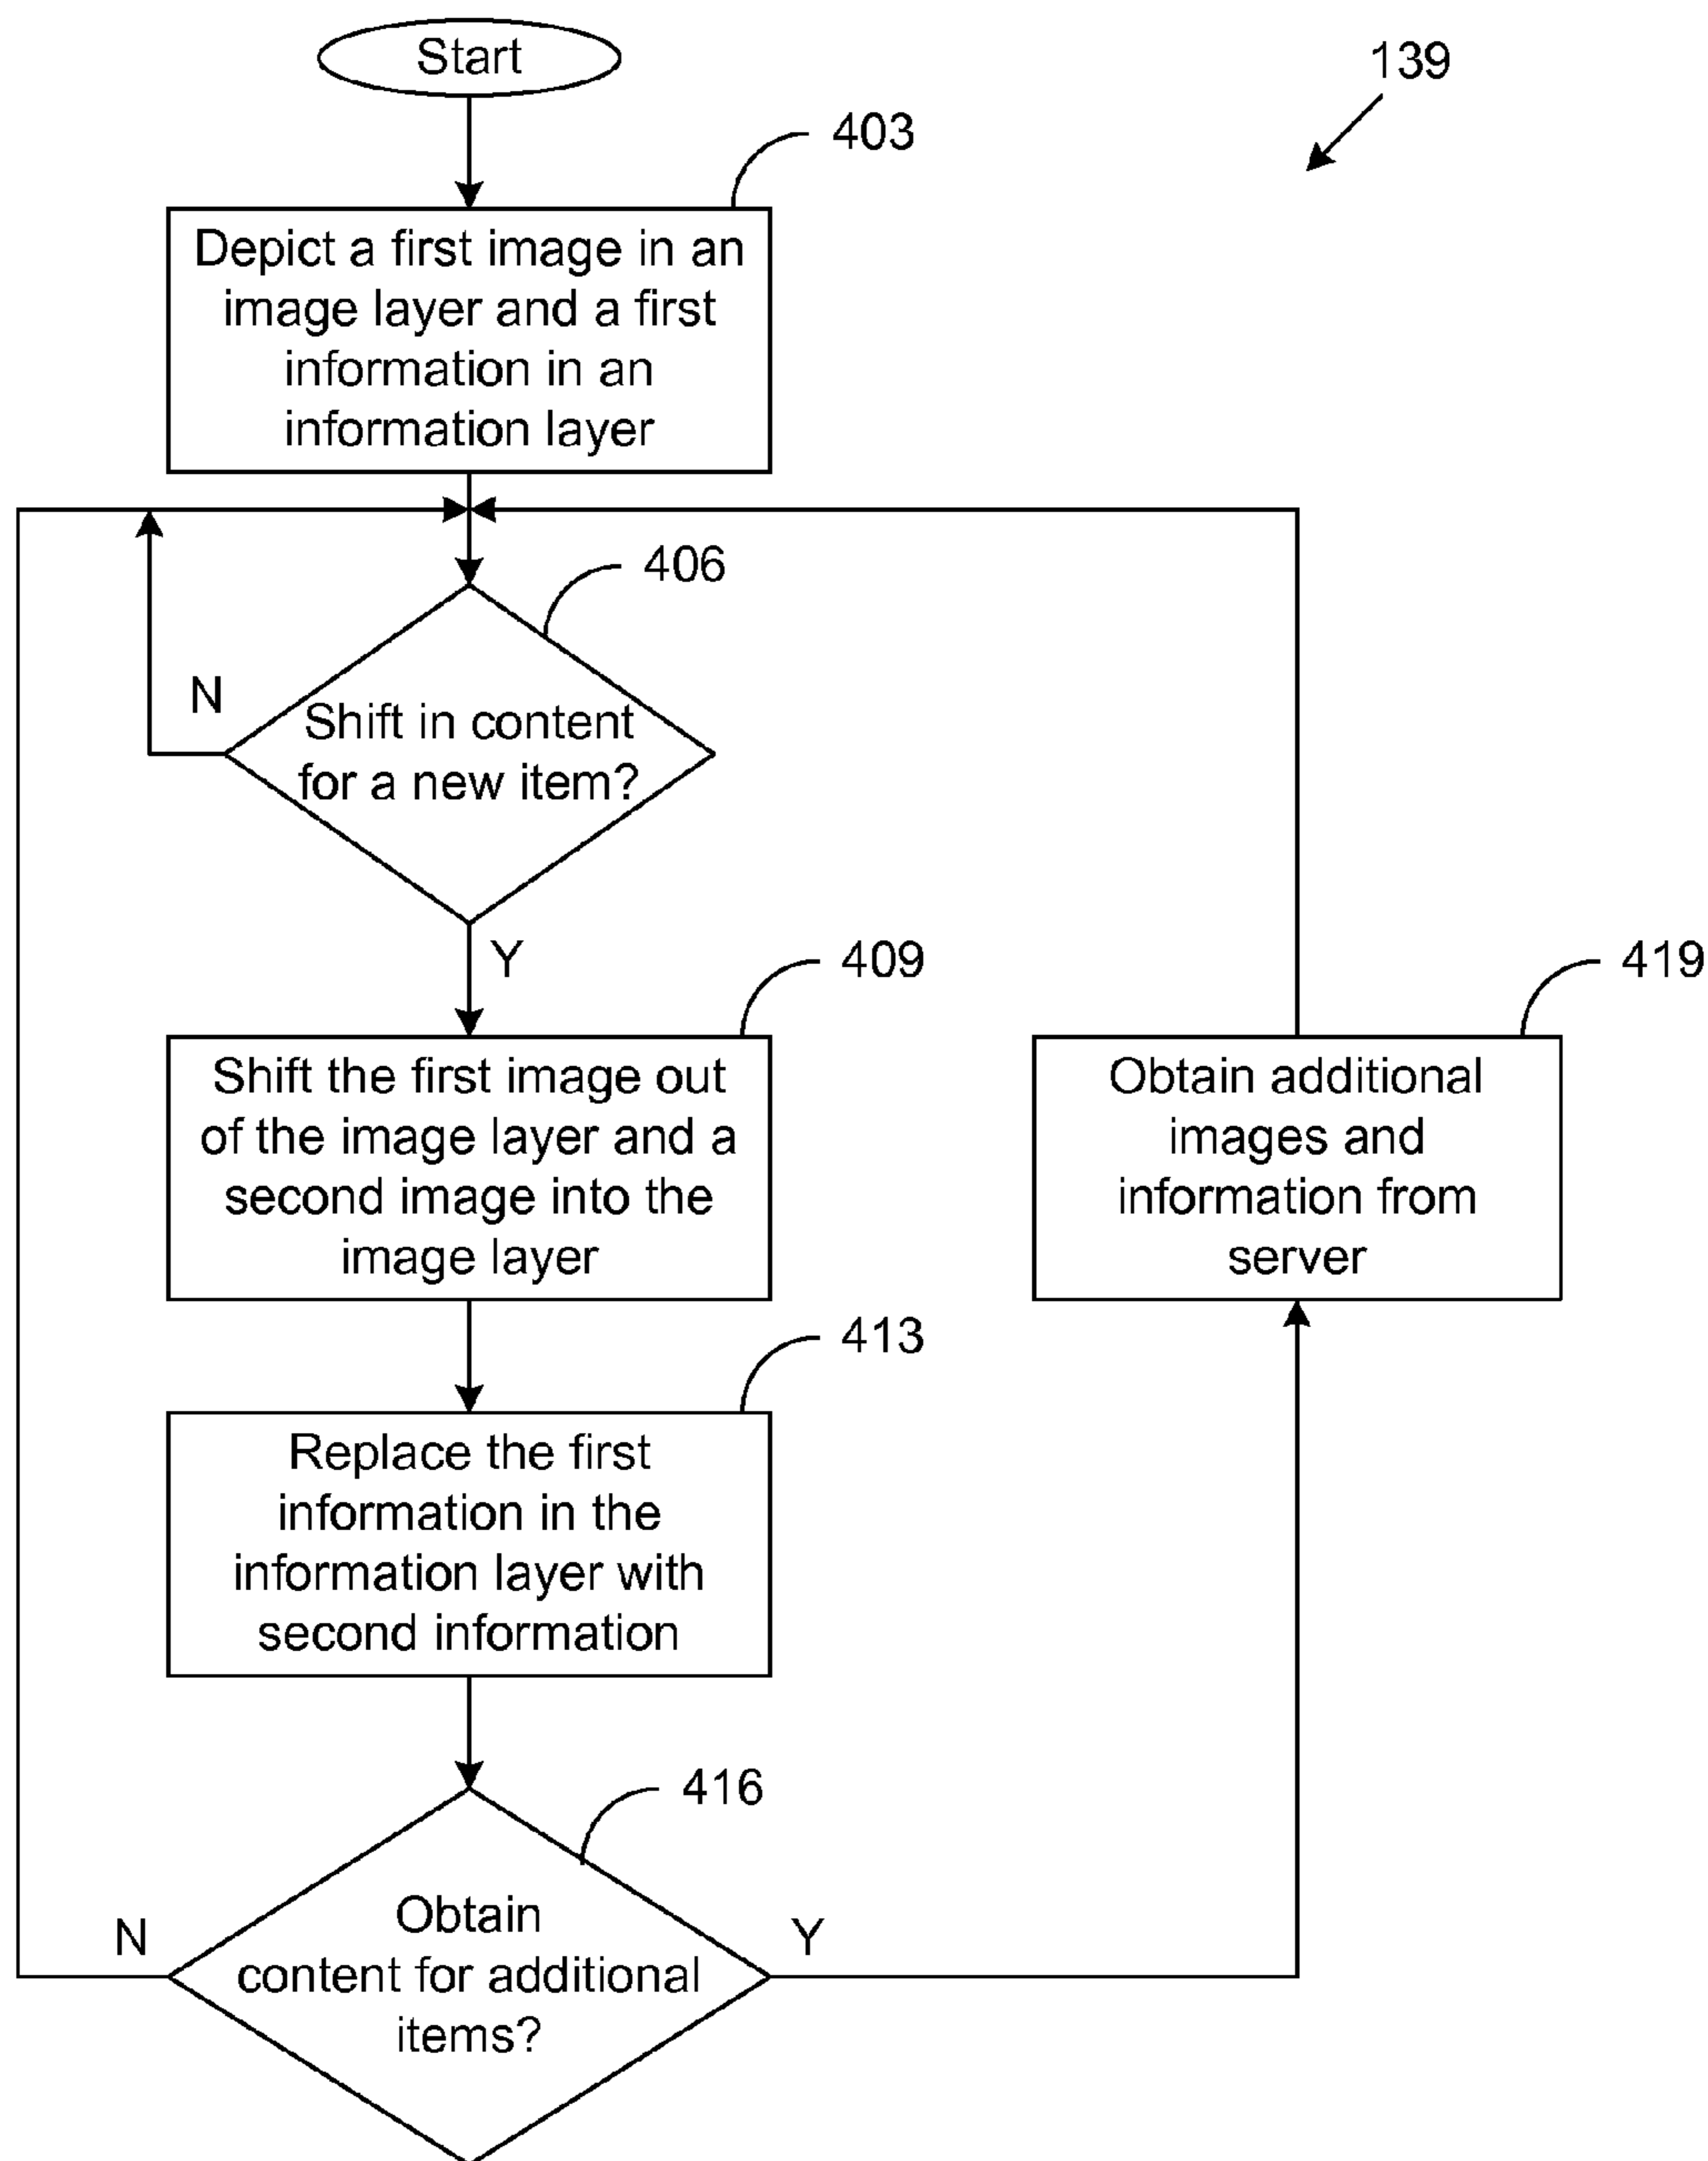 Start
139
403
Depict a first image in an
image layer and a first
information in an
information layer
406
N
Shift in content
for a new item?
Y
409
Shift the first image out
of the image layer and a
second image into the
image layer
419
Obtain additional
images and
information from
server
413
Replace the first
information in the
information layer with
second information
416
N
Obtain
content for additional
items?
Y